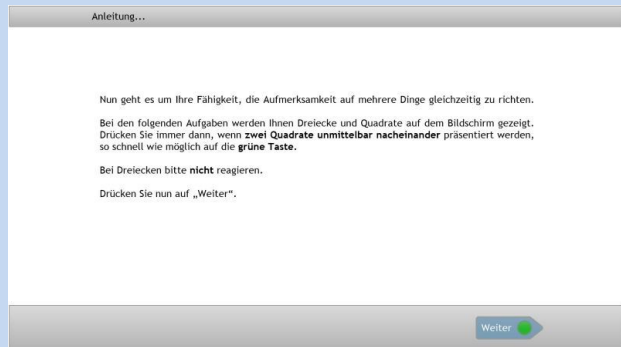 Anleitung...
Nun geht es um Ihre Fähigkeit, die Aufmerksamkeit auf mehrere Dinge gleichzeitig zu richten.
Bei den folgenden Aufgaben werden Ihnen Dreiecke und Quadrate auf dem Bildschirm gezeigt.
Drücken Sie immer dann, wenn zwei Quadrate unmittelbar nacheinander präsentiert werden,
so schnell wie möglich auf die grüne Taste.
Bei Dreiecken bitte nicht reagieren.
Drücken Sie nun auf „Weiter“.
Weiter